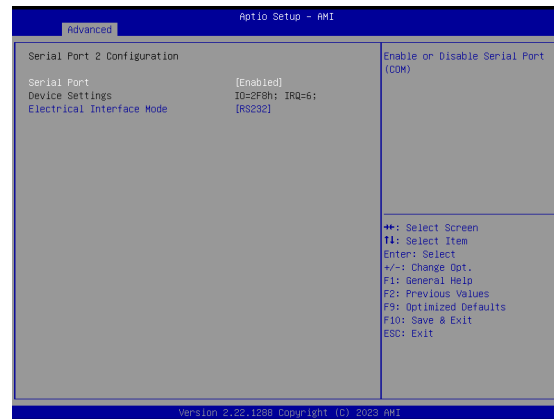 Aptio Setup - AMI
Advanced
Serial Port 2 Configuration
Serial Port [Enabled]
Device Settings IO=2F8h; IRQ=6;
Electrical Interface Mode [RS232]
Enable or Disable Serial Port
(COM)
→←: Select Screen
↑↓: Select Item
Enter: Select
+/-: Change Opt.
F1: General Help
F2: Previous Values
F9: Optimized Defaults
F10: Save & Exit
ESC: Exit
Version 2.22.1288 Copyright (C) 2023 AMI